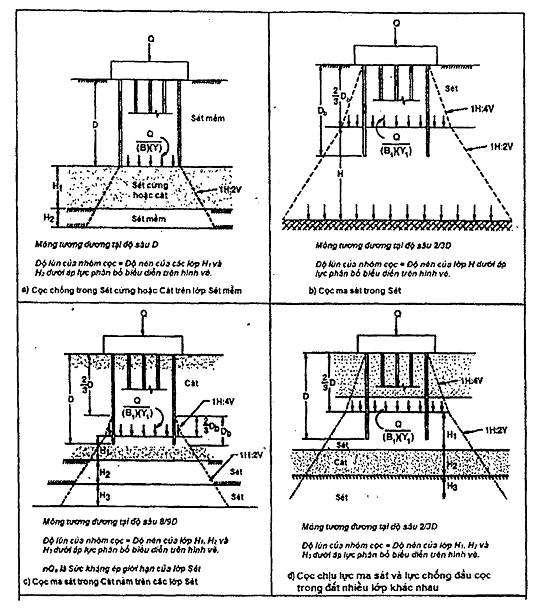 Q
D
Sét mềm
Q
(B)(Y)
H₁
Sét cứng
hoặc cát
1H:2V
H₂
Sét mềm
Móng tương đương tại độ sâu D
Độ lún của nhóm cọc = Độ nén của các lớp H₁ và
H₂ dưới áp lực phân bố biểu diễn trên hình vẽ.
a) Cọc chống trong Sét cứng hoặc Cát trên lớp Sét mềm
Q
Sét
2/3 Db
Db
1H:4V
Q
(B₁)(Y₁)
1H:2V
H
Móng tương đương tại độ sâu 2/3D
Độ lún của nhóm cọc = Độ nén của lớp H dưới áp
lực phân bố biểu diễn trên hình vẽ.
b) Cọc ma sát trong Sét
Q
2/3 D
D
Cát
Q
(B₁)(Y₁)
1H:4V
2/3 Db
Db
H₁
1H:2V
H₂
Sét
H₃
Sét
Móng tương đương tại độ sâu 8/9D
Độ lún của nhóm cọc = Độ nén của lớp H₁, H₂ và
H₃ dưới áp lực phân bố biểu diễn trên hình vẽ.
là Sức kháng ép giới hạn của lớp Sét
c) Cọc ma sát trong Cát nằm trên các lớp Sét
Q
2/3 D
D
1H:4V
Q
(B₁)(Y₁)
H₁
1H:2V
Sét
Cát
H₂
Sét
H₃
Móng tương đương tại độ sâu 2/3D
Độ lún của nhóm cọc = Độ nén của lớp H₁, H₂ và
H₃ dưới áp lực phân bố biểu diễn trên hình vẽ.
d) Cọc chịu lực ma sát và lực chống đầu cọc
trong đất nhiều lớp khác nhau